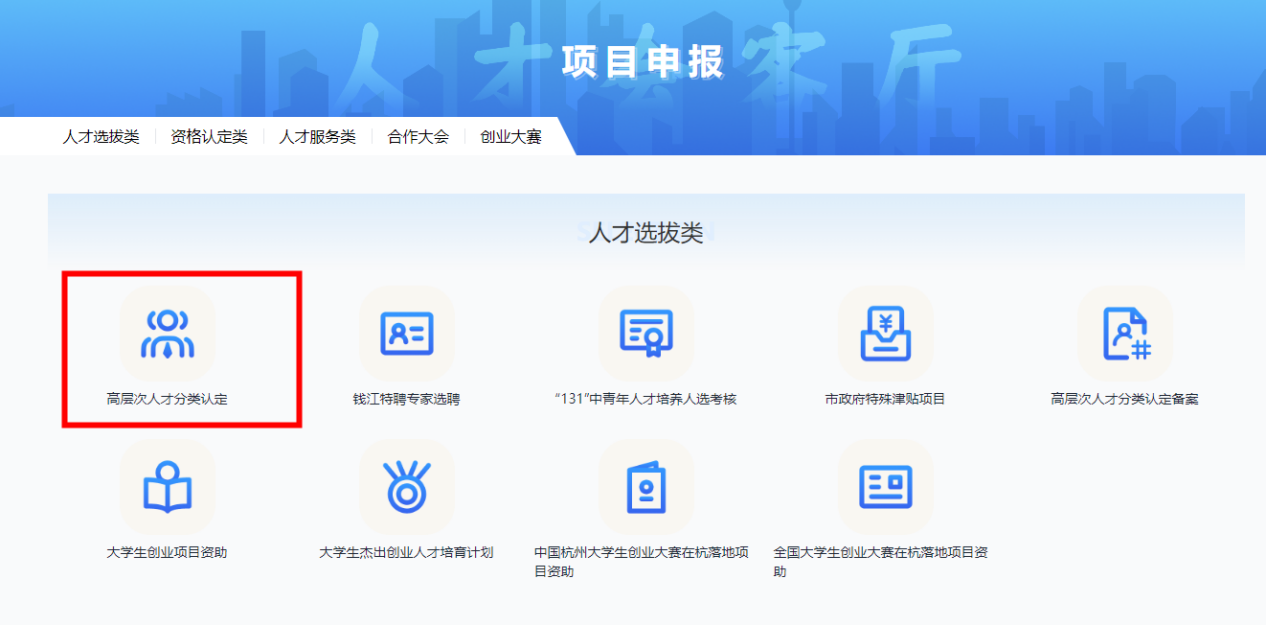 人才会客厅
项目申报
人才选拔类
资格认定类
人才服务类
合作大会
创业大赛
人才选拔类
高层次人才分类认定
钱江特聘专家选聘
“131”中青年人才培养人选考核
市政府特殊津贴项目
高层次人才分类认定备案
大学生创业项目资助
大学生杰出创业人才培育计划
中国杭州大学生创业大赛在杭落地项
目资助
全国大学生创业大赛在杭落地项目资
助